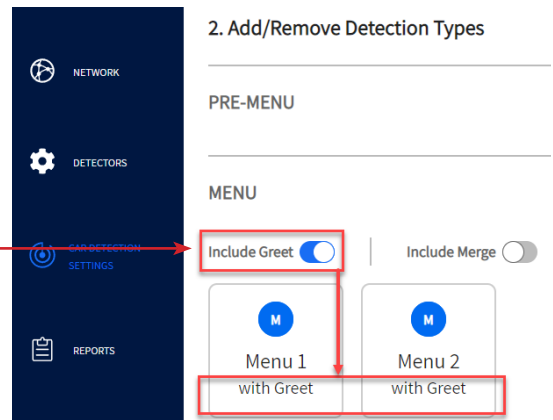 2. Add/Remove Detection Types
NETWORK
PRE-MENU
DETECTORS
MENU
CAR DETECTION
SETTINGS
Include Greet
Include Merge
M
M
Menu 1
Menu 2
with Greet
with Greet
REPORTS